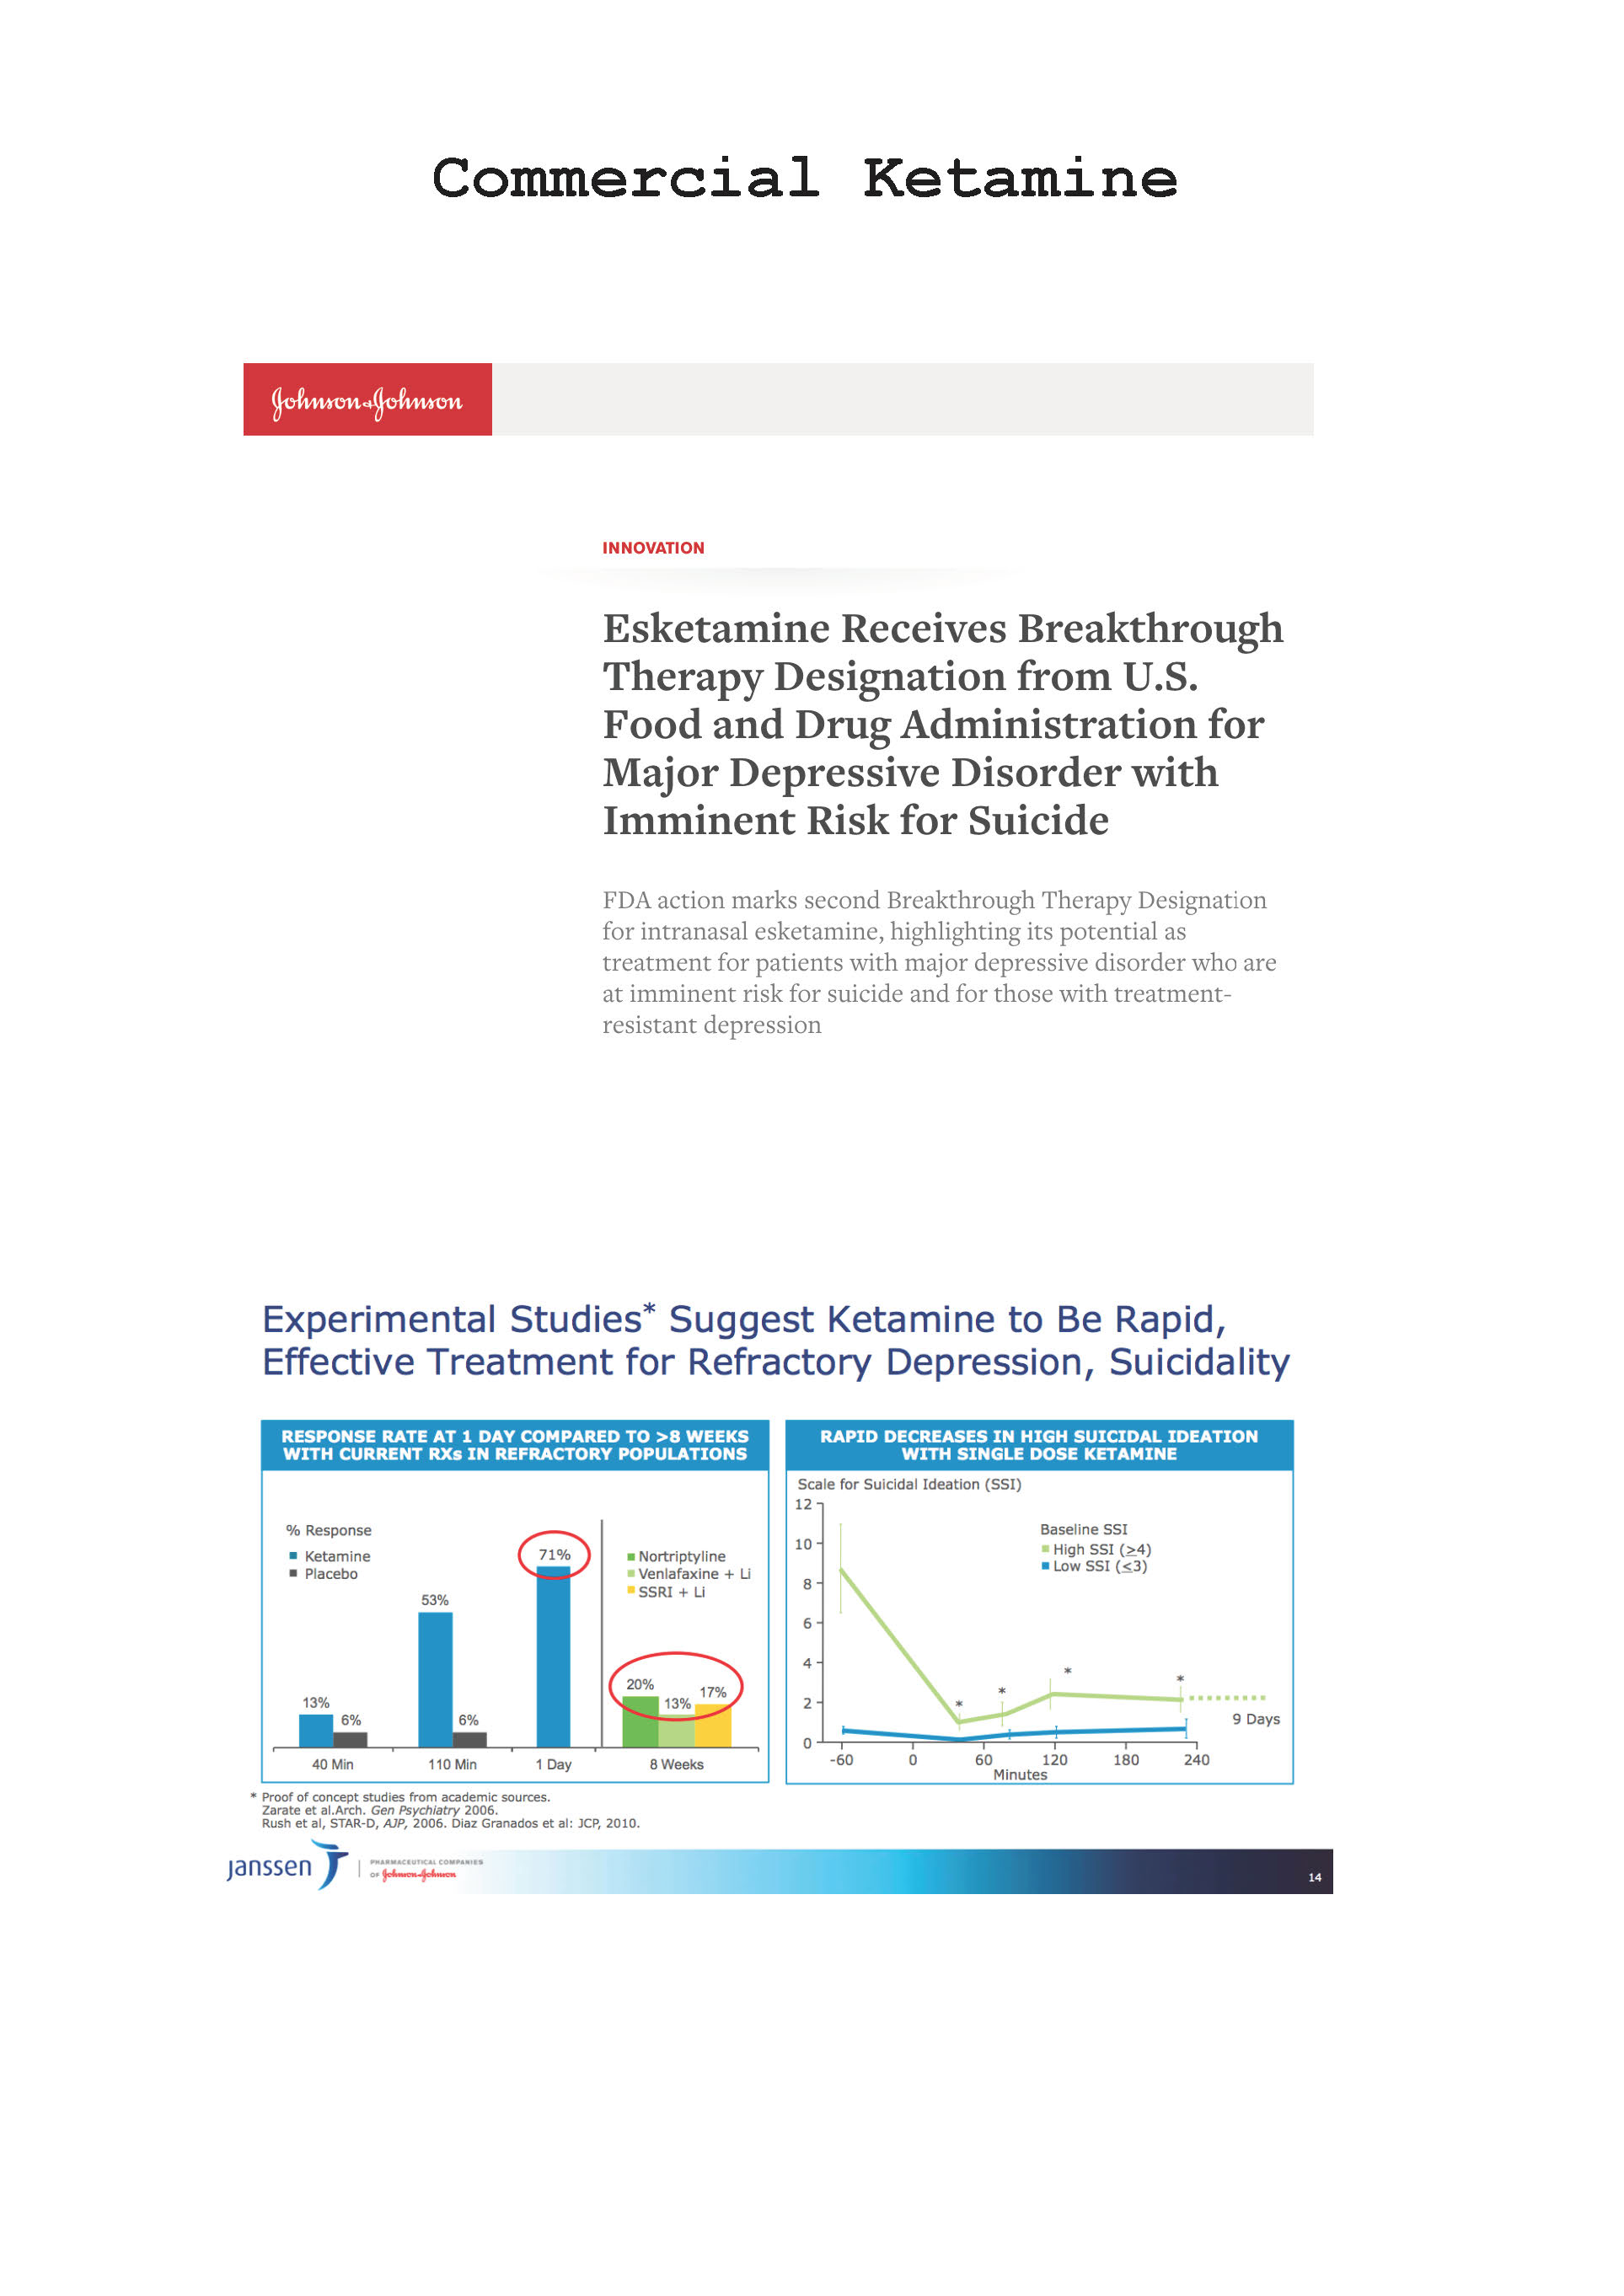 Commercial Ketamine
Johnson & Johnson
INNOVATION
Esketamine Receives Breakthrough
Therapy Designation from U.S.
Food and Drug Administration for
Major Depressive Disorder with
Imminent Risk for Suicide
FDA action marks second Breakthrough Therapy Designation
for intranasal esketamine, highlighting its potential as
treatment for patients with major depressive disorder who are
at imminent risk for suicide and for those with treatment-
resistant depression
Experimental Studies* Suggest Ketamine to Be Rapid,
Effective Treatment for Refractory Depression, Suicidality
RESPONSE RATE AT 1 DAY COMPARED TO >8 WEEKS
WITH CURRENT RXs IN REFRACTORY POPULATIONS
% Response
Ketamine
Placebo
13%
6%
53%
6%
71%
Nortriptyline
Venlafaxine + Li
SSRI + Li
20%
13%
17%
40 Min
110 Min
1 Day
8 Weeks
RAPID DECREASES IN HIGH SUICIDAL IDEATION
WITH SINGLE DOSE KETAMINE
Scale for Suicidal Ideation (SSI)
12
10
8
6
4
2
0
Baseline SSI
High SSI (≥4)
Low SSI (≤3)
*
*
*
*
9 Days
-60
0
60
120
180
240
Minutes
* Proof of concept studies from academic sources.
Zarate et al.Arch. Gen Psychiatry 2006.
Rush et al, STAR-D, AJP, 2006. Diaz Granados et al: JCP, 2010.
janssen
PHARMACEUTICAL COMPANIES
OF Johnson & Johnson
14